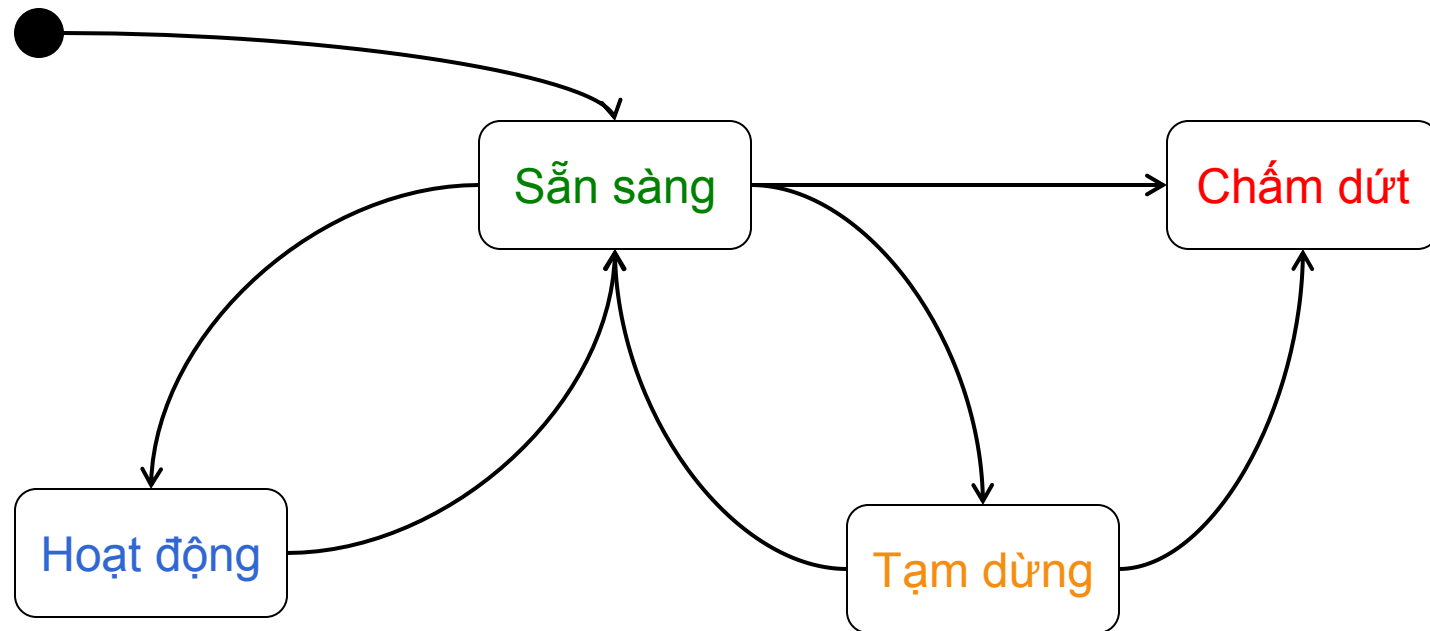 Sẵn sàng
Chấm dứt
Hoạt động
Tạm dừng